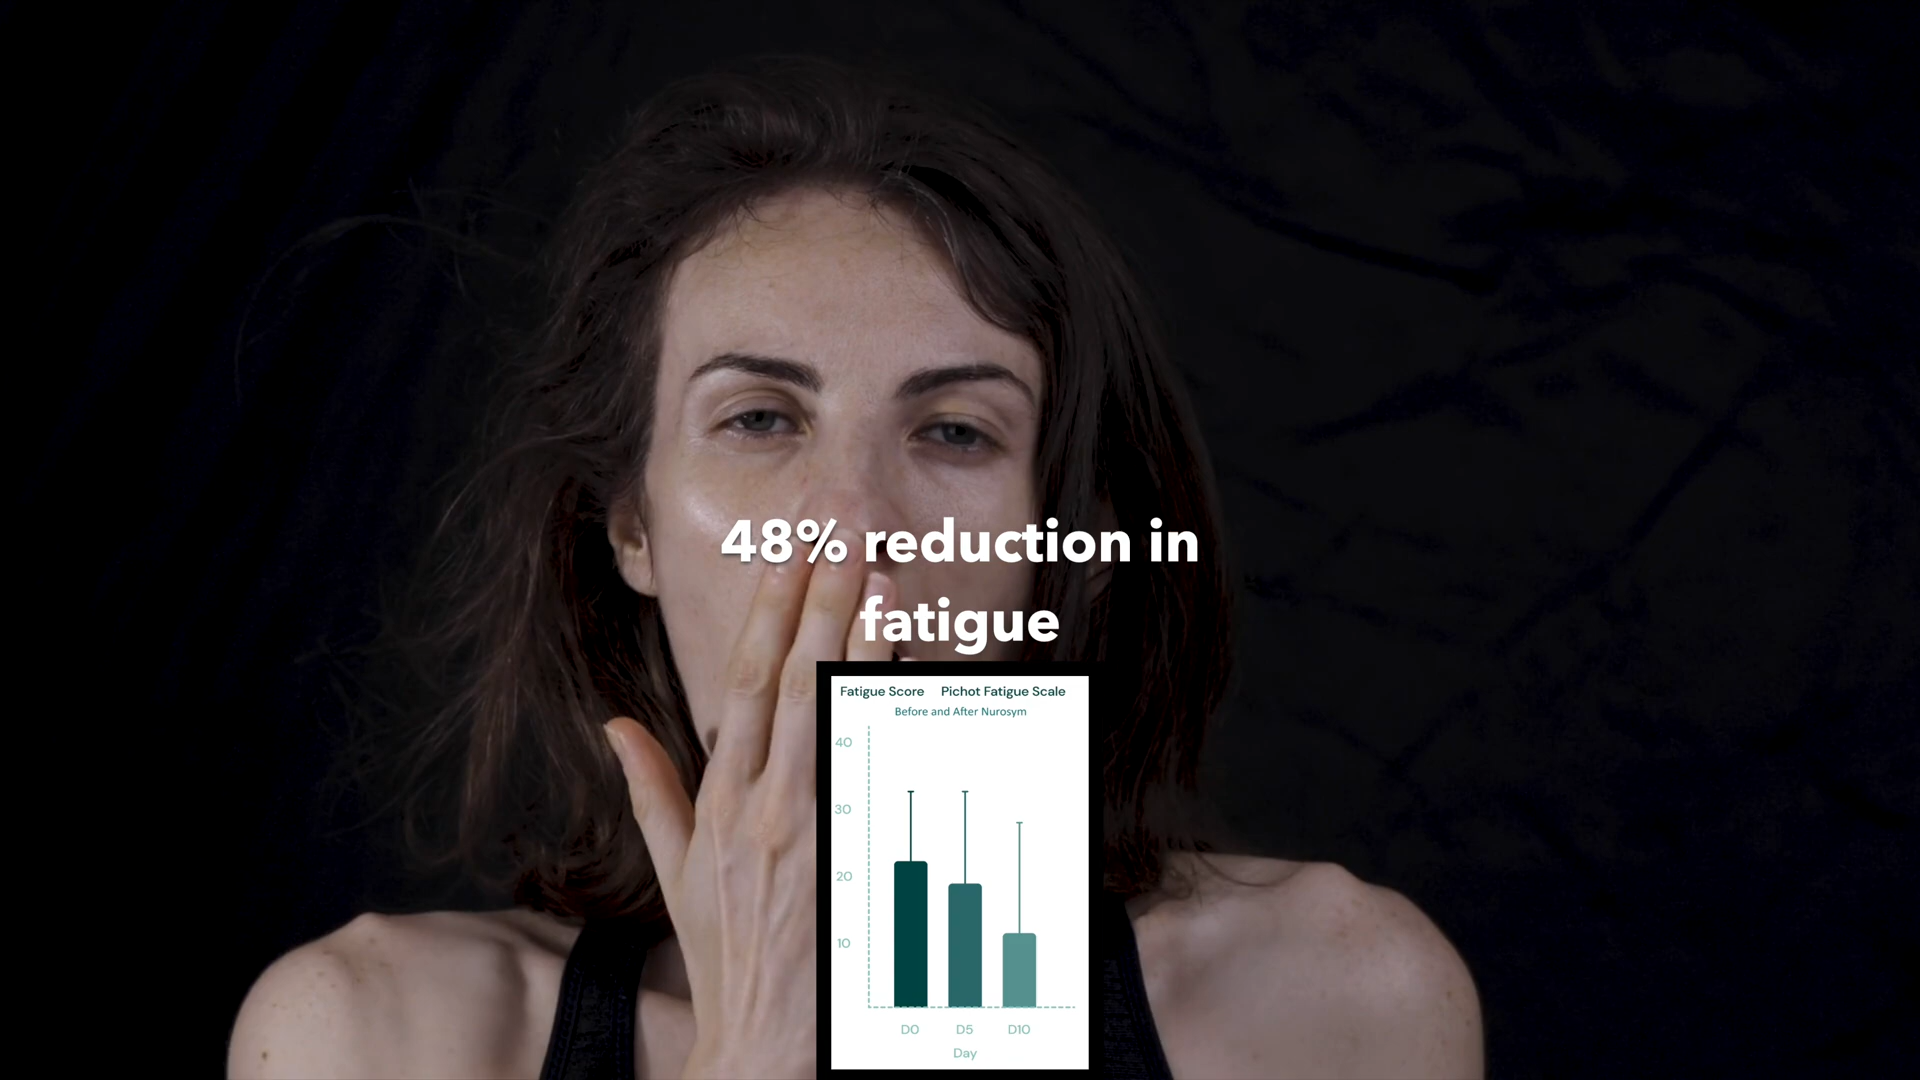 48% reduction in
fatigue
Fatigue Score Pichot Fatigue Scale
Before and After Nurosym
40
30
20
10
D0 D5 D10
Day